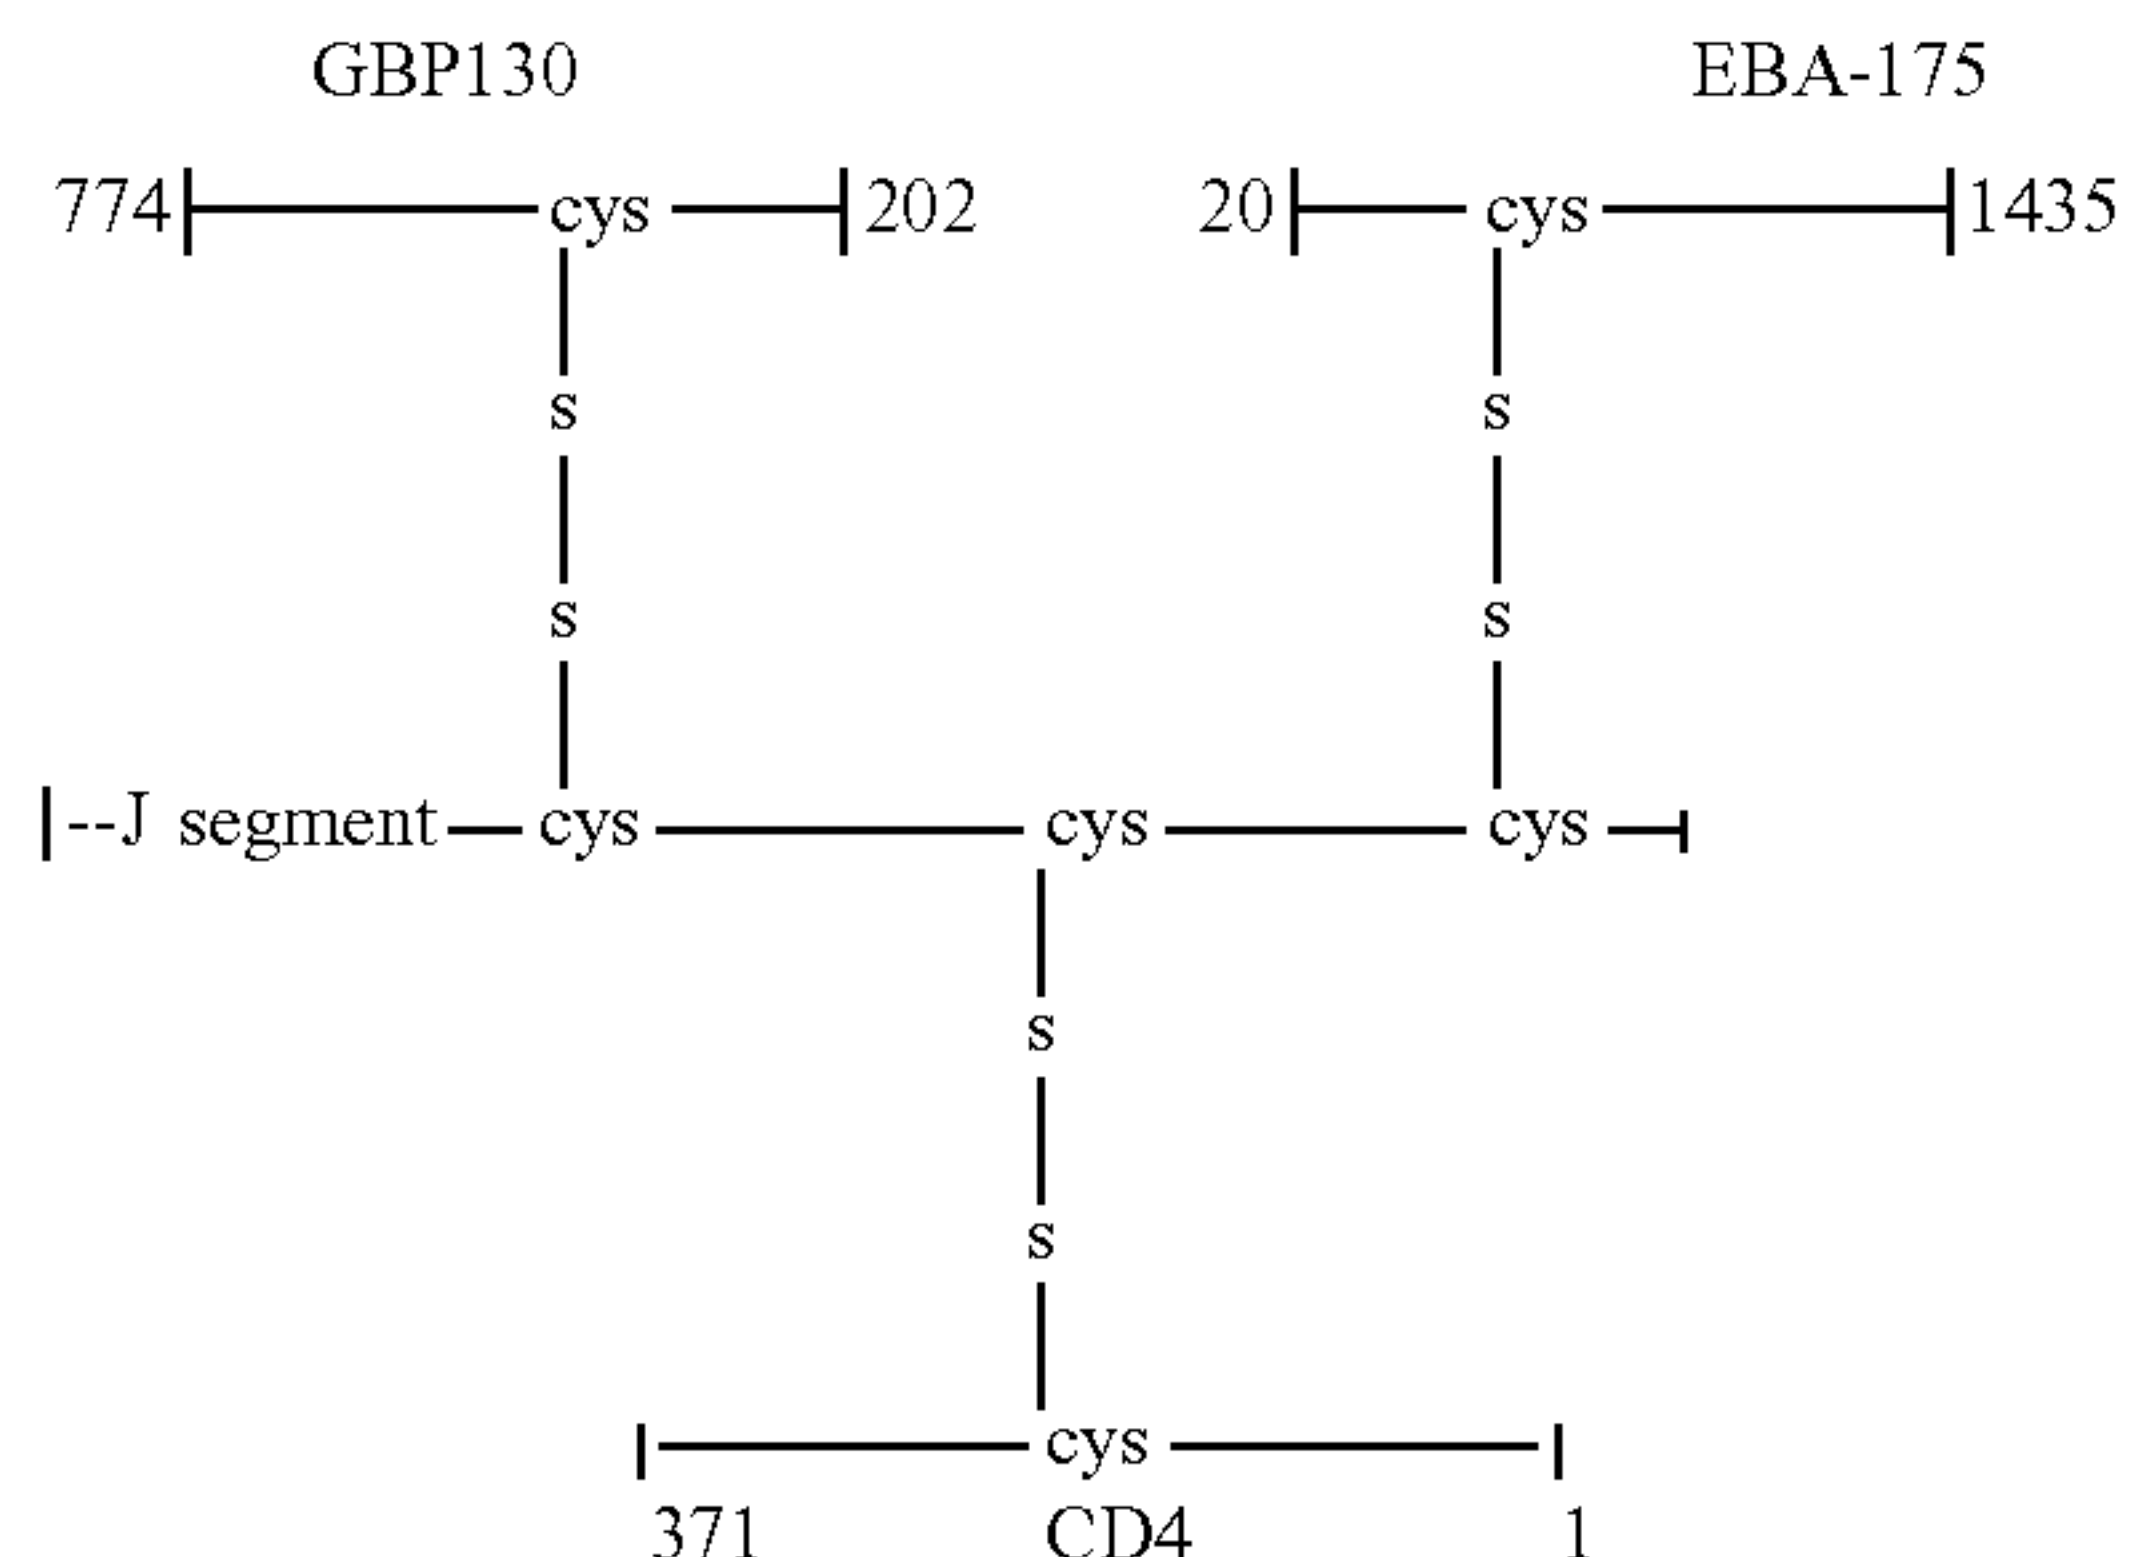 GBP130 EBA-175
774 cys 202 20 cys 1435
s s
s s
--J segment cys cys cys
s
s
cys
371 CD4 1